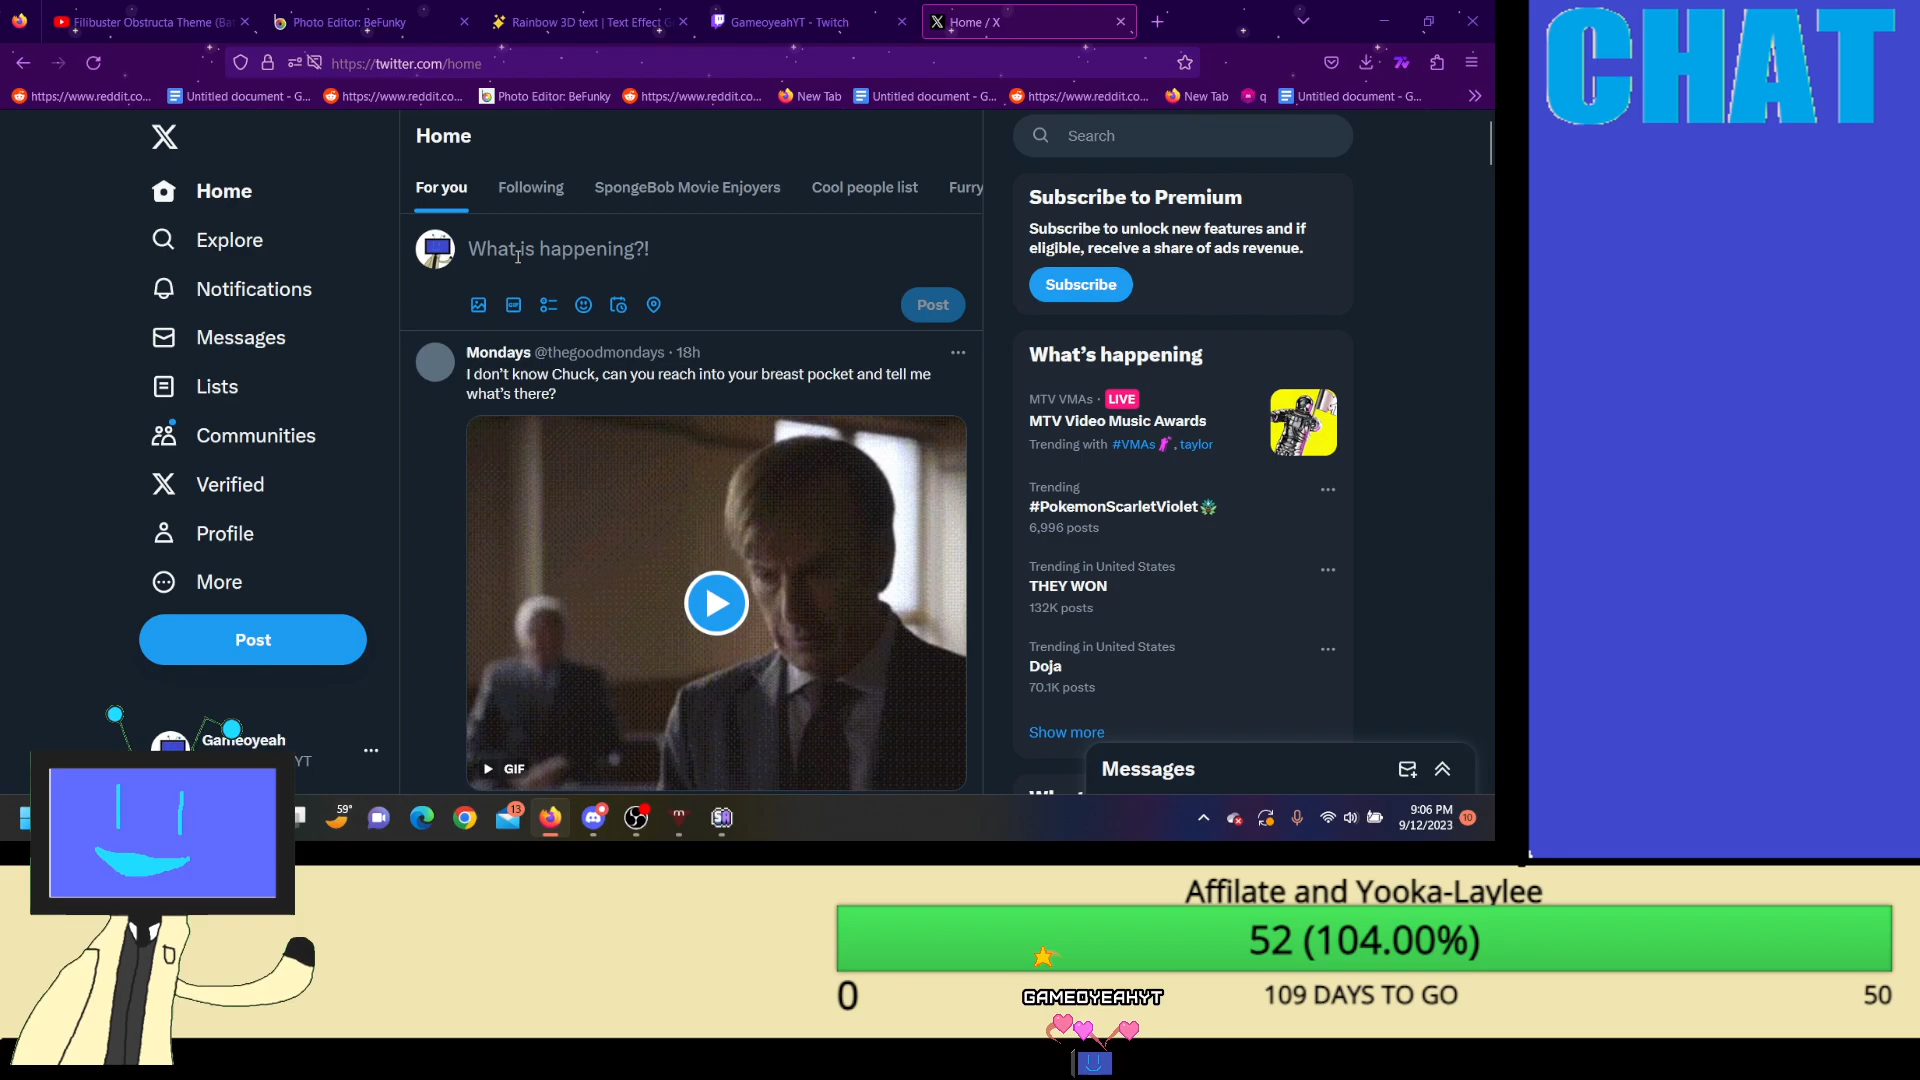 Filibuster Obstructa Theme (Bat
Photo Editor: BeFunky
Rainbow 3D text | Text Effect G
GameoyeahYT - Twitch
Home / X
https://twitter.com/home
https://www.reddit.co...
Untitled document - G...
https://www.reddit.co...
Photo Editor: BeFunky
https://www.reddit.co...
New Tab
Untitled document - G...
https://www.reddit.co...
New Tab
q
Untitled document - G...
CHAT
Home
Explore
Notifications
Messages
Lists
Communities
Verified
Profile
More
Post
Gameoyeah
YT
Home
For you
Following
SpongeBob Movie Enjoyers
Cool people list
Furry
What is happening?!
GIF
Post
Mondays @thegoodmondays · 18h
I don't know Chuck, can you reach into your breast pocket and tell me
what's there?
GIF
Search
Subscribe to Premium
Subscribe to unlock new features and if
eligible, receive a share of ads revenue.
Subscribe
What's happening
MTV VMAs · LIVE
MTV Video Music Awards
Trending with #VMAs, taylor
Trending
#PokemonScarletViolet
6,996 posts
Trending in United States
THEY WON
132K posts
Trending in United States
Doja
70.1K posts
Show more
Messages
59°
13
9:06 PM
9/12/2023
10
Affilate and Yooka-Laylee
52 (104.00%)
0
109 DAYS TO GO
50
GAMEOYEAHYT